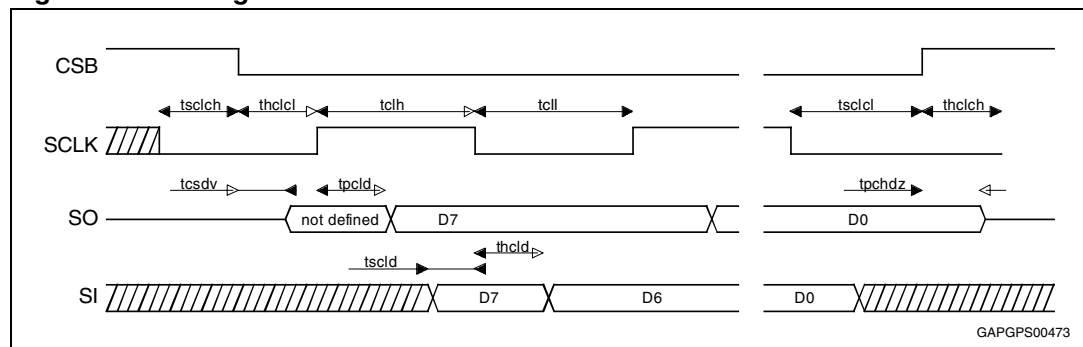 CSB
tsclch thclcl tclh tcll tsclcl thclch
SCLK
tcsdv tpcld tpchdz
SO not defined D7 D0
thcld
tscld
SI D7 D6 D0
GAPGPS00473